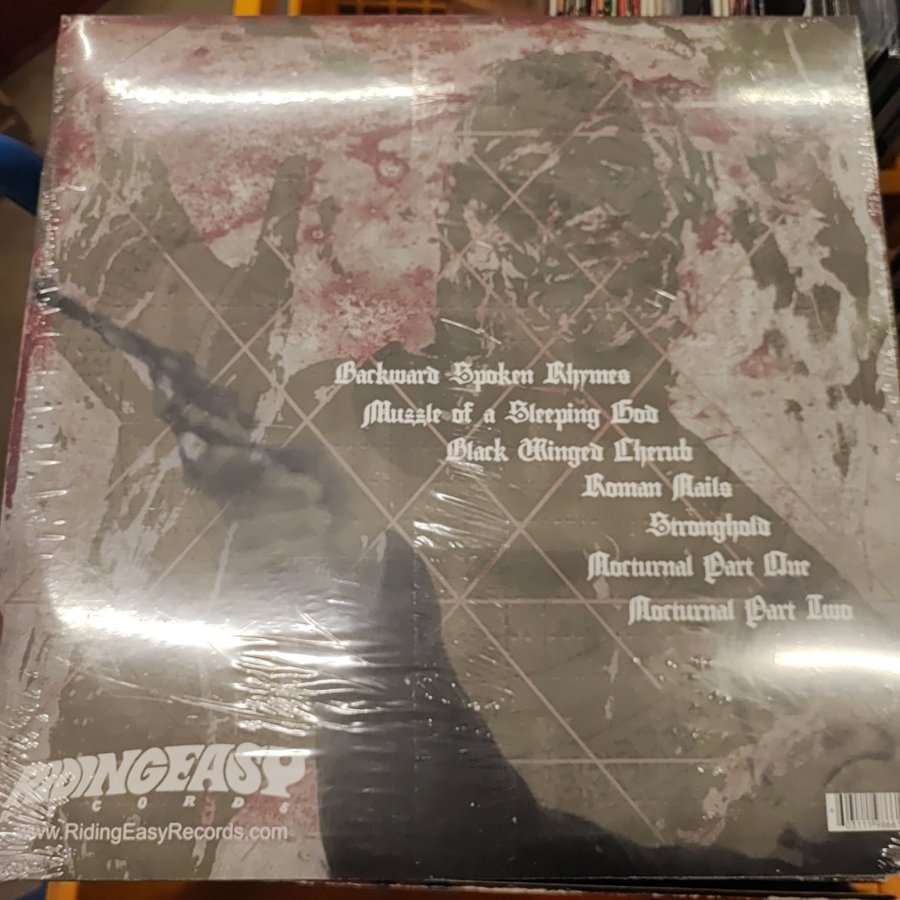 Backward Spoken Rhymes
Muzzle of a Sleeping God
Black Winged Cherub
Roman Nails
Stronghold
Nocturnal Part One
Nocturnal Part Two
RIDINGEASY
RECORDS
www.RidingEasyRecords.com